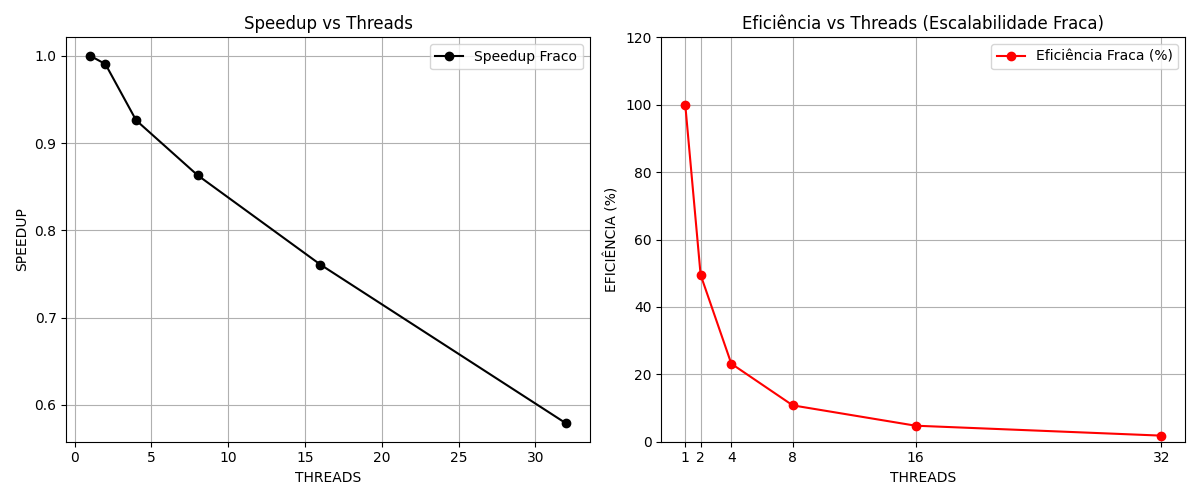 Speedup vs Threads
Speedup Fraco
1.0
0.9
0.8
0.7
0.6
SPEEDUP
0 5 10 15 20 25 30
THREADS
Eficiência vs Threads (Escalabilidade Fraca)
Eficiência Fraca (%)
120
100
80
60
40
20
0
EFICIÊNCIA (%)
1 2 4 8 16 32
THREADS